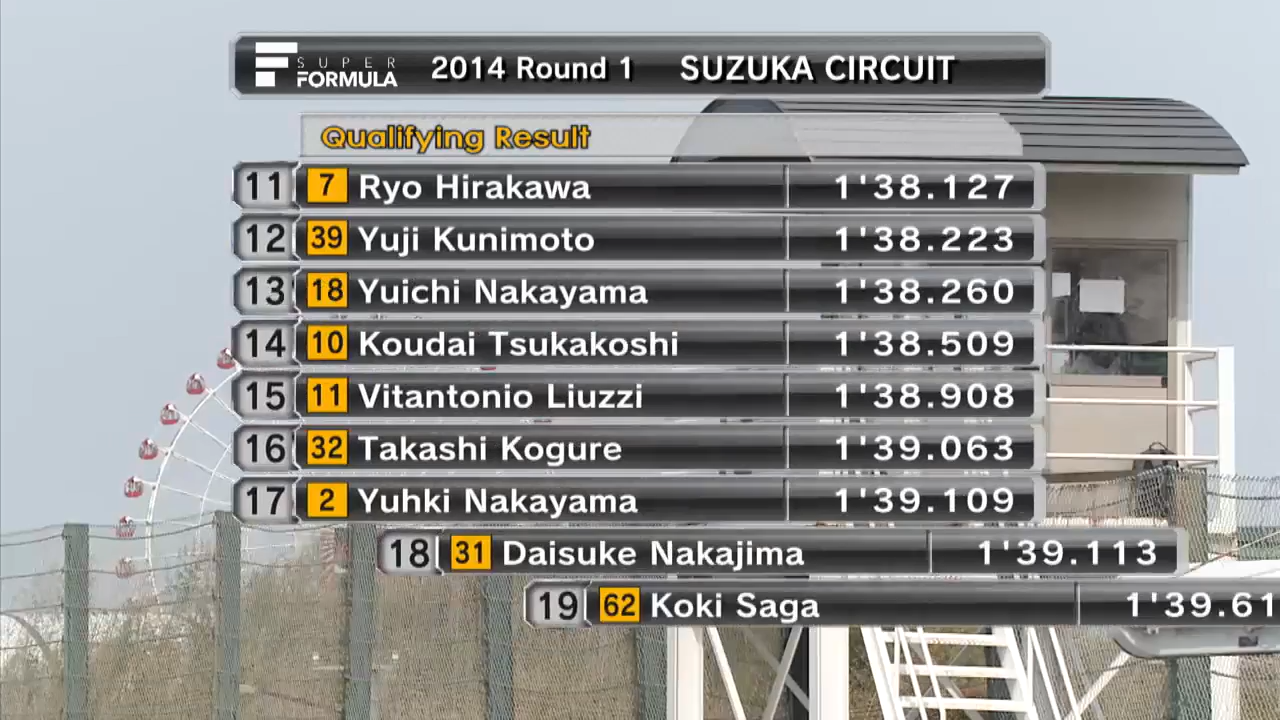 SUPER FORMULA 2014 Round 1 SUZUKA CIRCUIT
Qualifying Result
11 7 Ryo Hirakawa 1'38.127
12 39 Yuji Kunimoto 1'38.223
13 18 Yuichi Nakayama 1'38.260
14 10 Koudai Tsukakoshi 1'38.509
15 11 Vitantonio Liuzzi 1'38.908
16 32 Takashi Kogure 1'39.063
17 2 Yuhki Nakayama 1'39.109
18 31 Daisuke Nakajima 1'39.113
19 62 Koki Saga 1'39.61